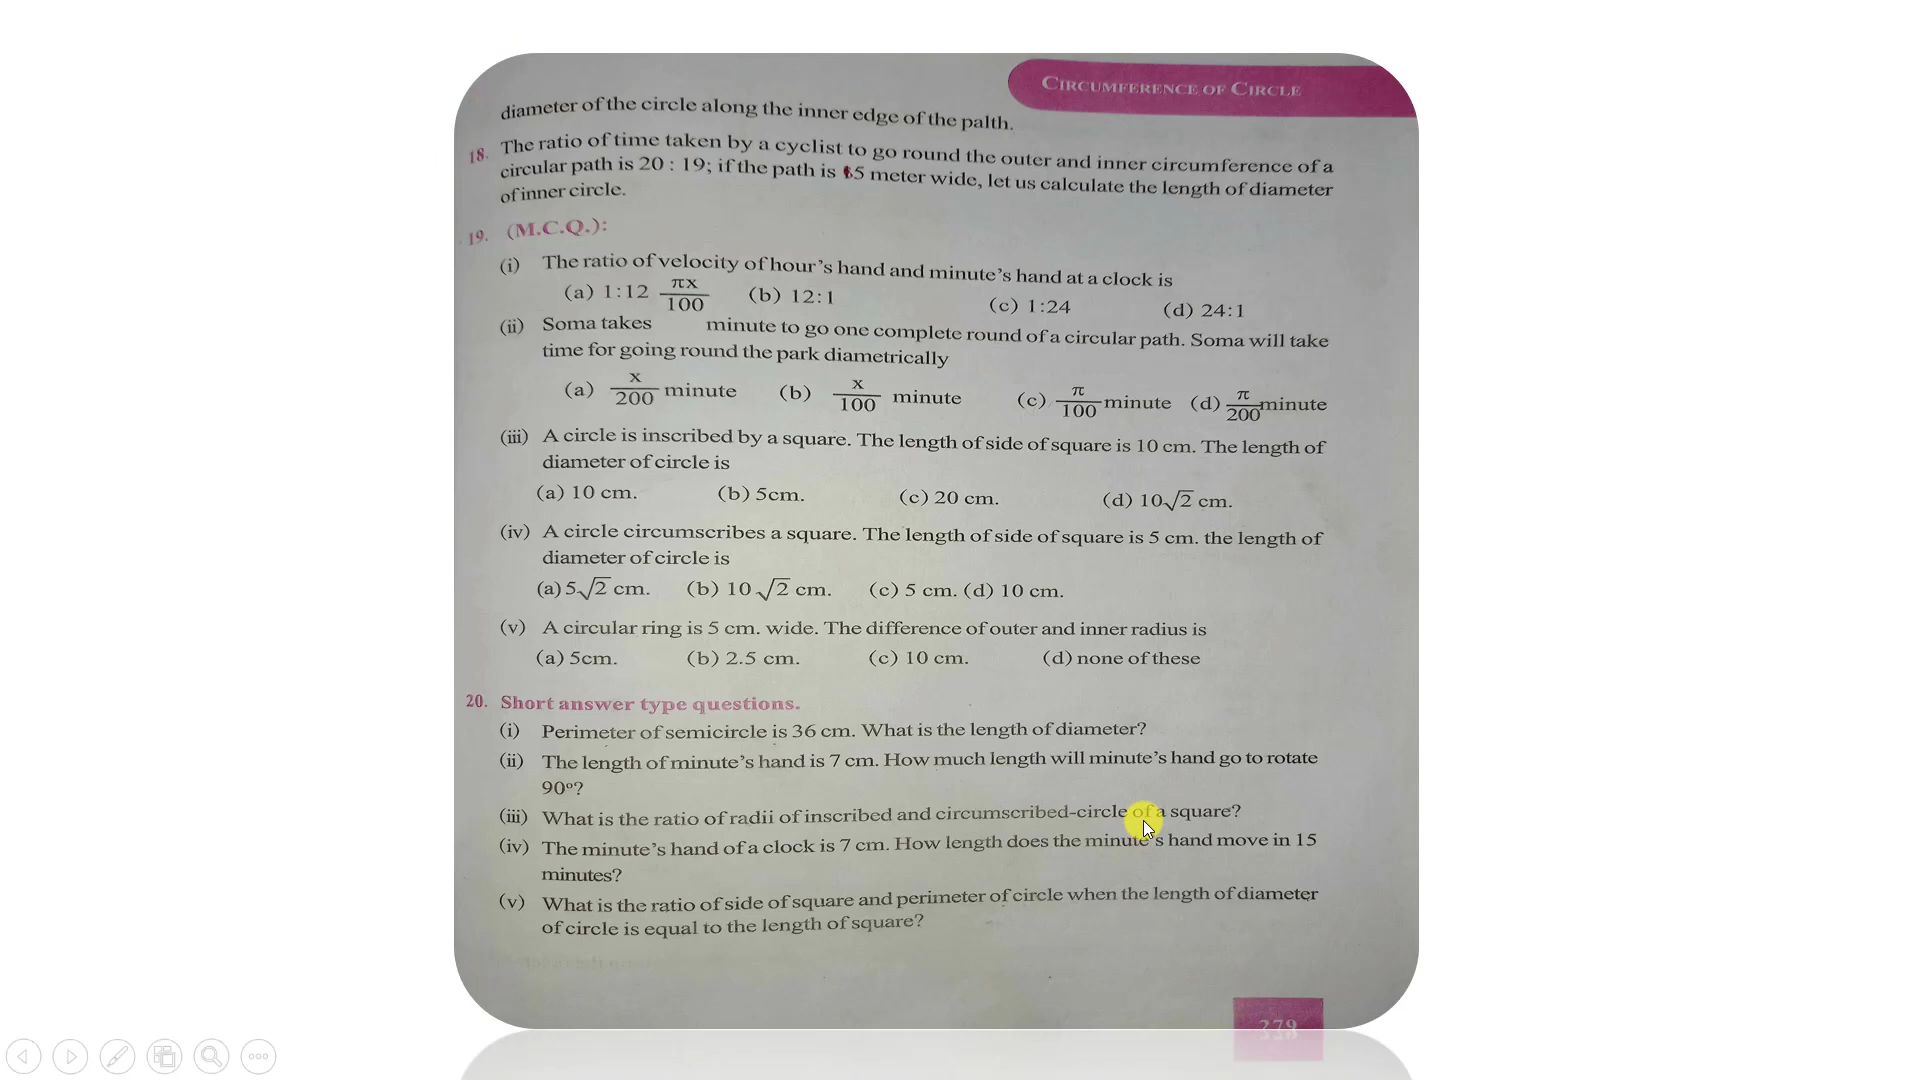 CIRCUMFERENCE OF CIRCLE
diameter of the circle along the inner edge of the palth.
18. The ratio of time taken by a cyclist to go round the outer and inner circumference of a
circular path is 20 : 19; if the path is 5 meter wide, let us calculate the length of diameter
of inner circle.
19. (M.C.Q.):
(i) The ratio of velocity of hour's hand and minute's hand at a clock is
(a) 1:12 πx/100 (b) 12:1 (c) 1:24 (d) 24:1
(ii) Soma takes minute to go one complete round of a circular path. Soma will take
time for going round the park diametrically
(a) x/200 minute (b) x/100 minute (c) π/100 minute (d) π/200 minute
(iii) A circle is inscribed by a square. The length of side of square is 10 cm. The length of
diameter of circle is
(a) 10 cm. (b) 5cm. (c) 20 cm. (d) 10√2 cm.
(iv) A circle circumscribes a square. The length of side of square is 5 cm. the length of
diameter of circle is
(a) 5√2 cm. (b) 10 √2 cm. (c) 5 cm. (d) 10 cm.
(v) A circular ring is 5 cm. wide. The difference of outer and inner radius is
(a) 5cm. (b) 2.5 cm. (c) 10 cm. (d) none of these
20. Short answer type questions.
(i) Perimeter of semicircle is 36 cm. What is the length of diameter?
(ii) The length of minute's hand is 7 cm. How much length will minute's hand go to rotate
90°?
(iii) What is the ratio of radii of inscribed and circumscribed-circle of a square?
(iv) The minute's hand of a clock is 7 cm. How length does the minute's hand move in 15
minutes?
(v) What is the ratio of side of square and perimeter of circle when the length of diameter
of circle is equal to the length of square?
279